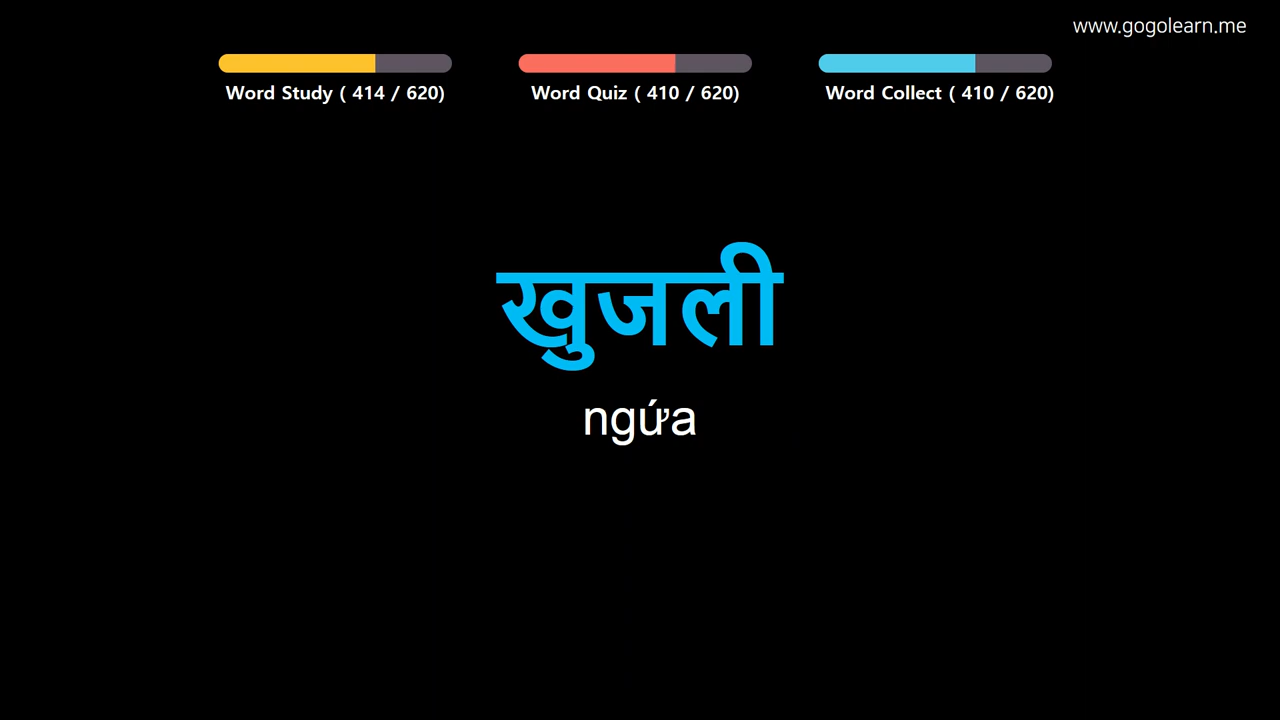 www.gogolearn.me
Word Study ( 414 / 620)
Word Quiz ( 410 / 620)
Word Collect ( 410 / 620)
खुजली
ngứa